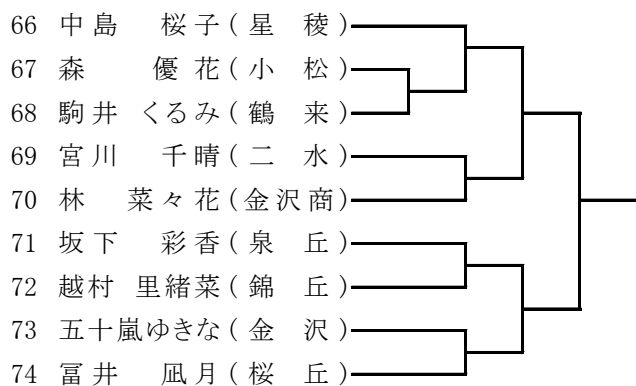 66 中島 桜子(星 稜)
67 森 優花(小 松)
68 駒井 くるみ(鶴 来)
69 宮川 千晴(二 水)
70 林 菜々花(金沢商)
71 坂下 彩香(泉 丘)
72 越村 里緒菜(錦 丘)
73 五十嵐ゆきな(金 沢)
74 冨井 凪月(桜 丘)